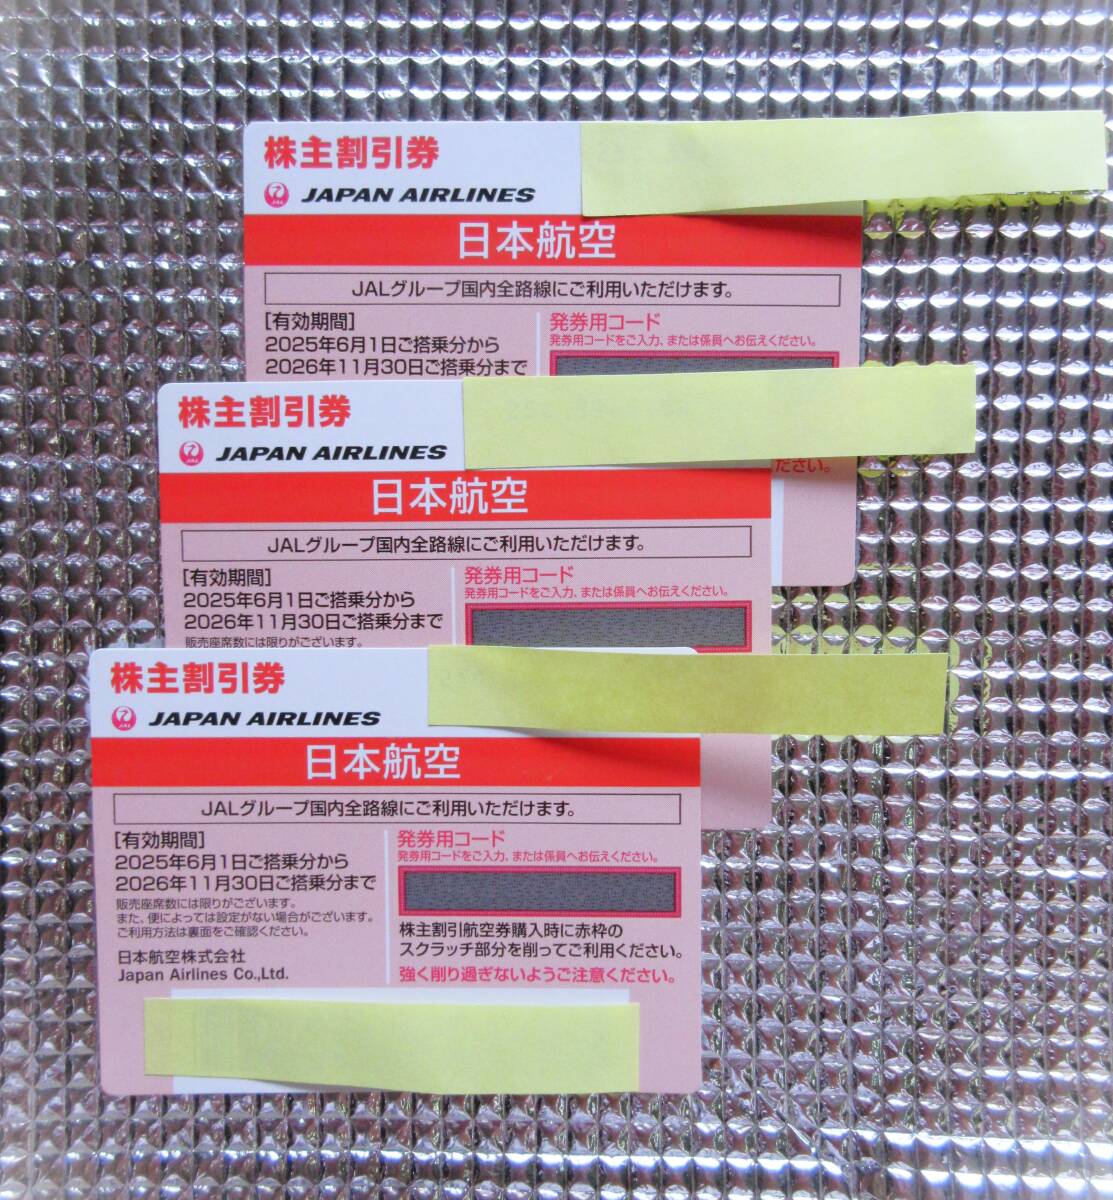 株主割引券
JAL JAPAN AIRLINES
日本航空
JALグループ国内全路線にご利用いただけます。
[有効期間]
2025年6月1日ご搭乗分から
2026年11月30日ご搭乗分まで
発券用コード
発券用コードをご入力、または係員へお伝えください。
ださい。
株主割引券
JAL JAPAN AIRLINES
日本航空
JALグループ国内全路線にご利用いただけます。
[有効期間]
2025年6月1日ご搭乗分から
2026年11月30日ご搭乗分まで
販売座席数には限りがございます。
発券用コード
発券用コードをご入力、または係員へお伝えください。
株主割引券
JAL JAPAN AIRLINES
日本航空
JALグループ国内全路線にご利用いただけます。
[有効期間]
2025年6月1日ご搭乗分から
2026年11月30日ご搭乗分まで
販売座席数には限りがございます。
また、便によっては設定がない場合がございます。
ご利用方法は裏面をご確認ください。
日本航空株式会社
Japan Airlines Co.,Ltd.
発券用コード
発券用コードをご入力、または係員へお伝えください。
株主割引航空券購入時に赤枠の
スクラッチ部分を削ってご利用ください。
強く削り過ぎないようご注意ください。